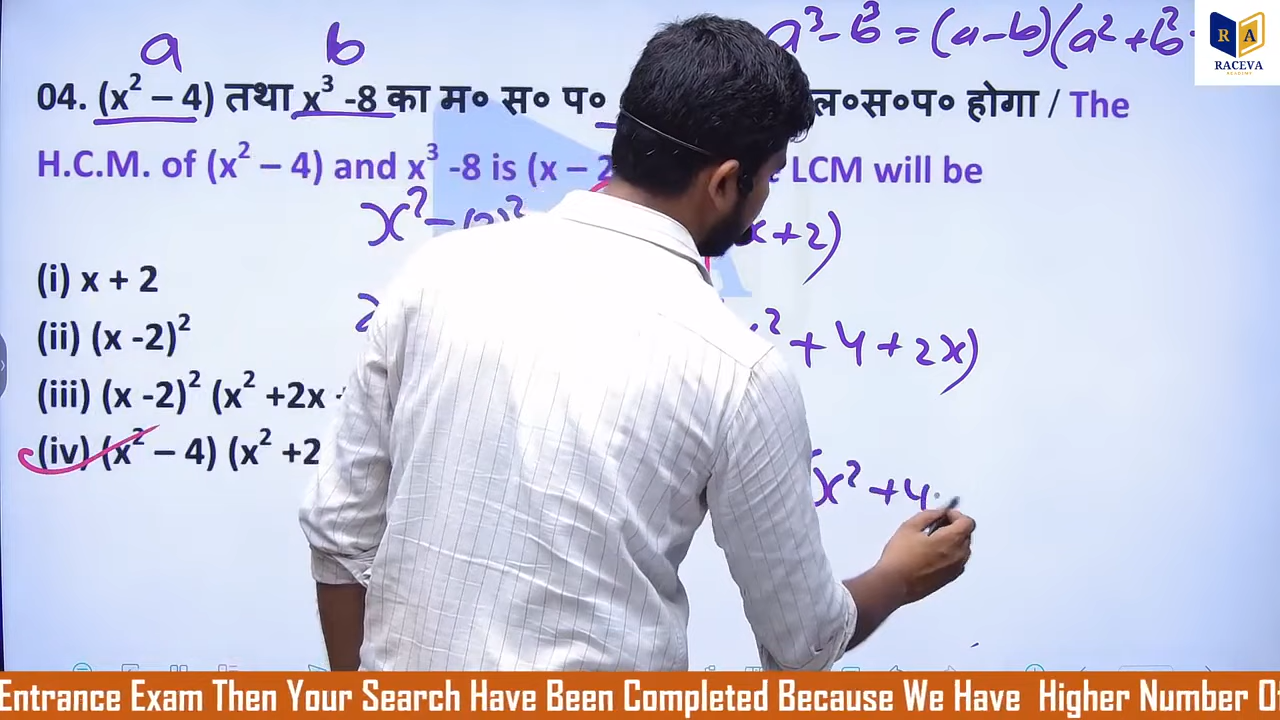 a b a³-b³ = (a-b)(a²+b²
R A
RACEVA
ACADEMY
04. (x² – 4) तथा x³ -8 का म० स० प० ल०स०प० होगा / The
H.C.M. of (x² – 4) and x³ -8 is (x – 2 LCM will be
x²-(2)² x+2)
(i) x + 2
(ii) (x -2)²
x² + 4 + 2x)
(iii) (x -2)² (x² +2x
(iv) (x² – 4) (x² +2
(x² + 4
Entrance Exam Then Your Search Have Been Completed Because We Have Higher Number Of